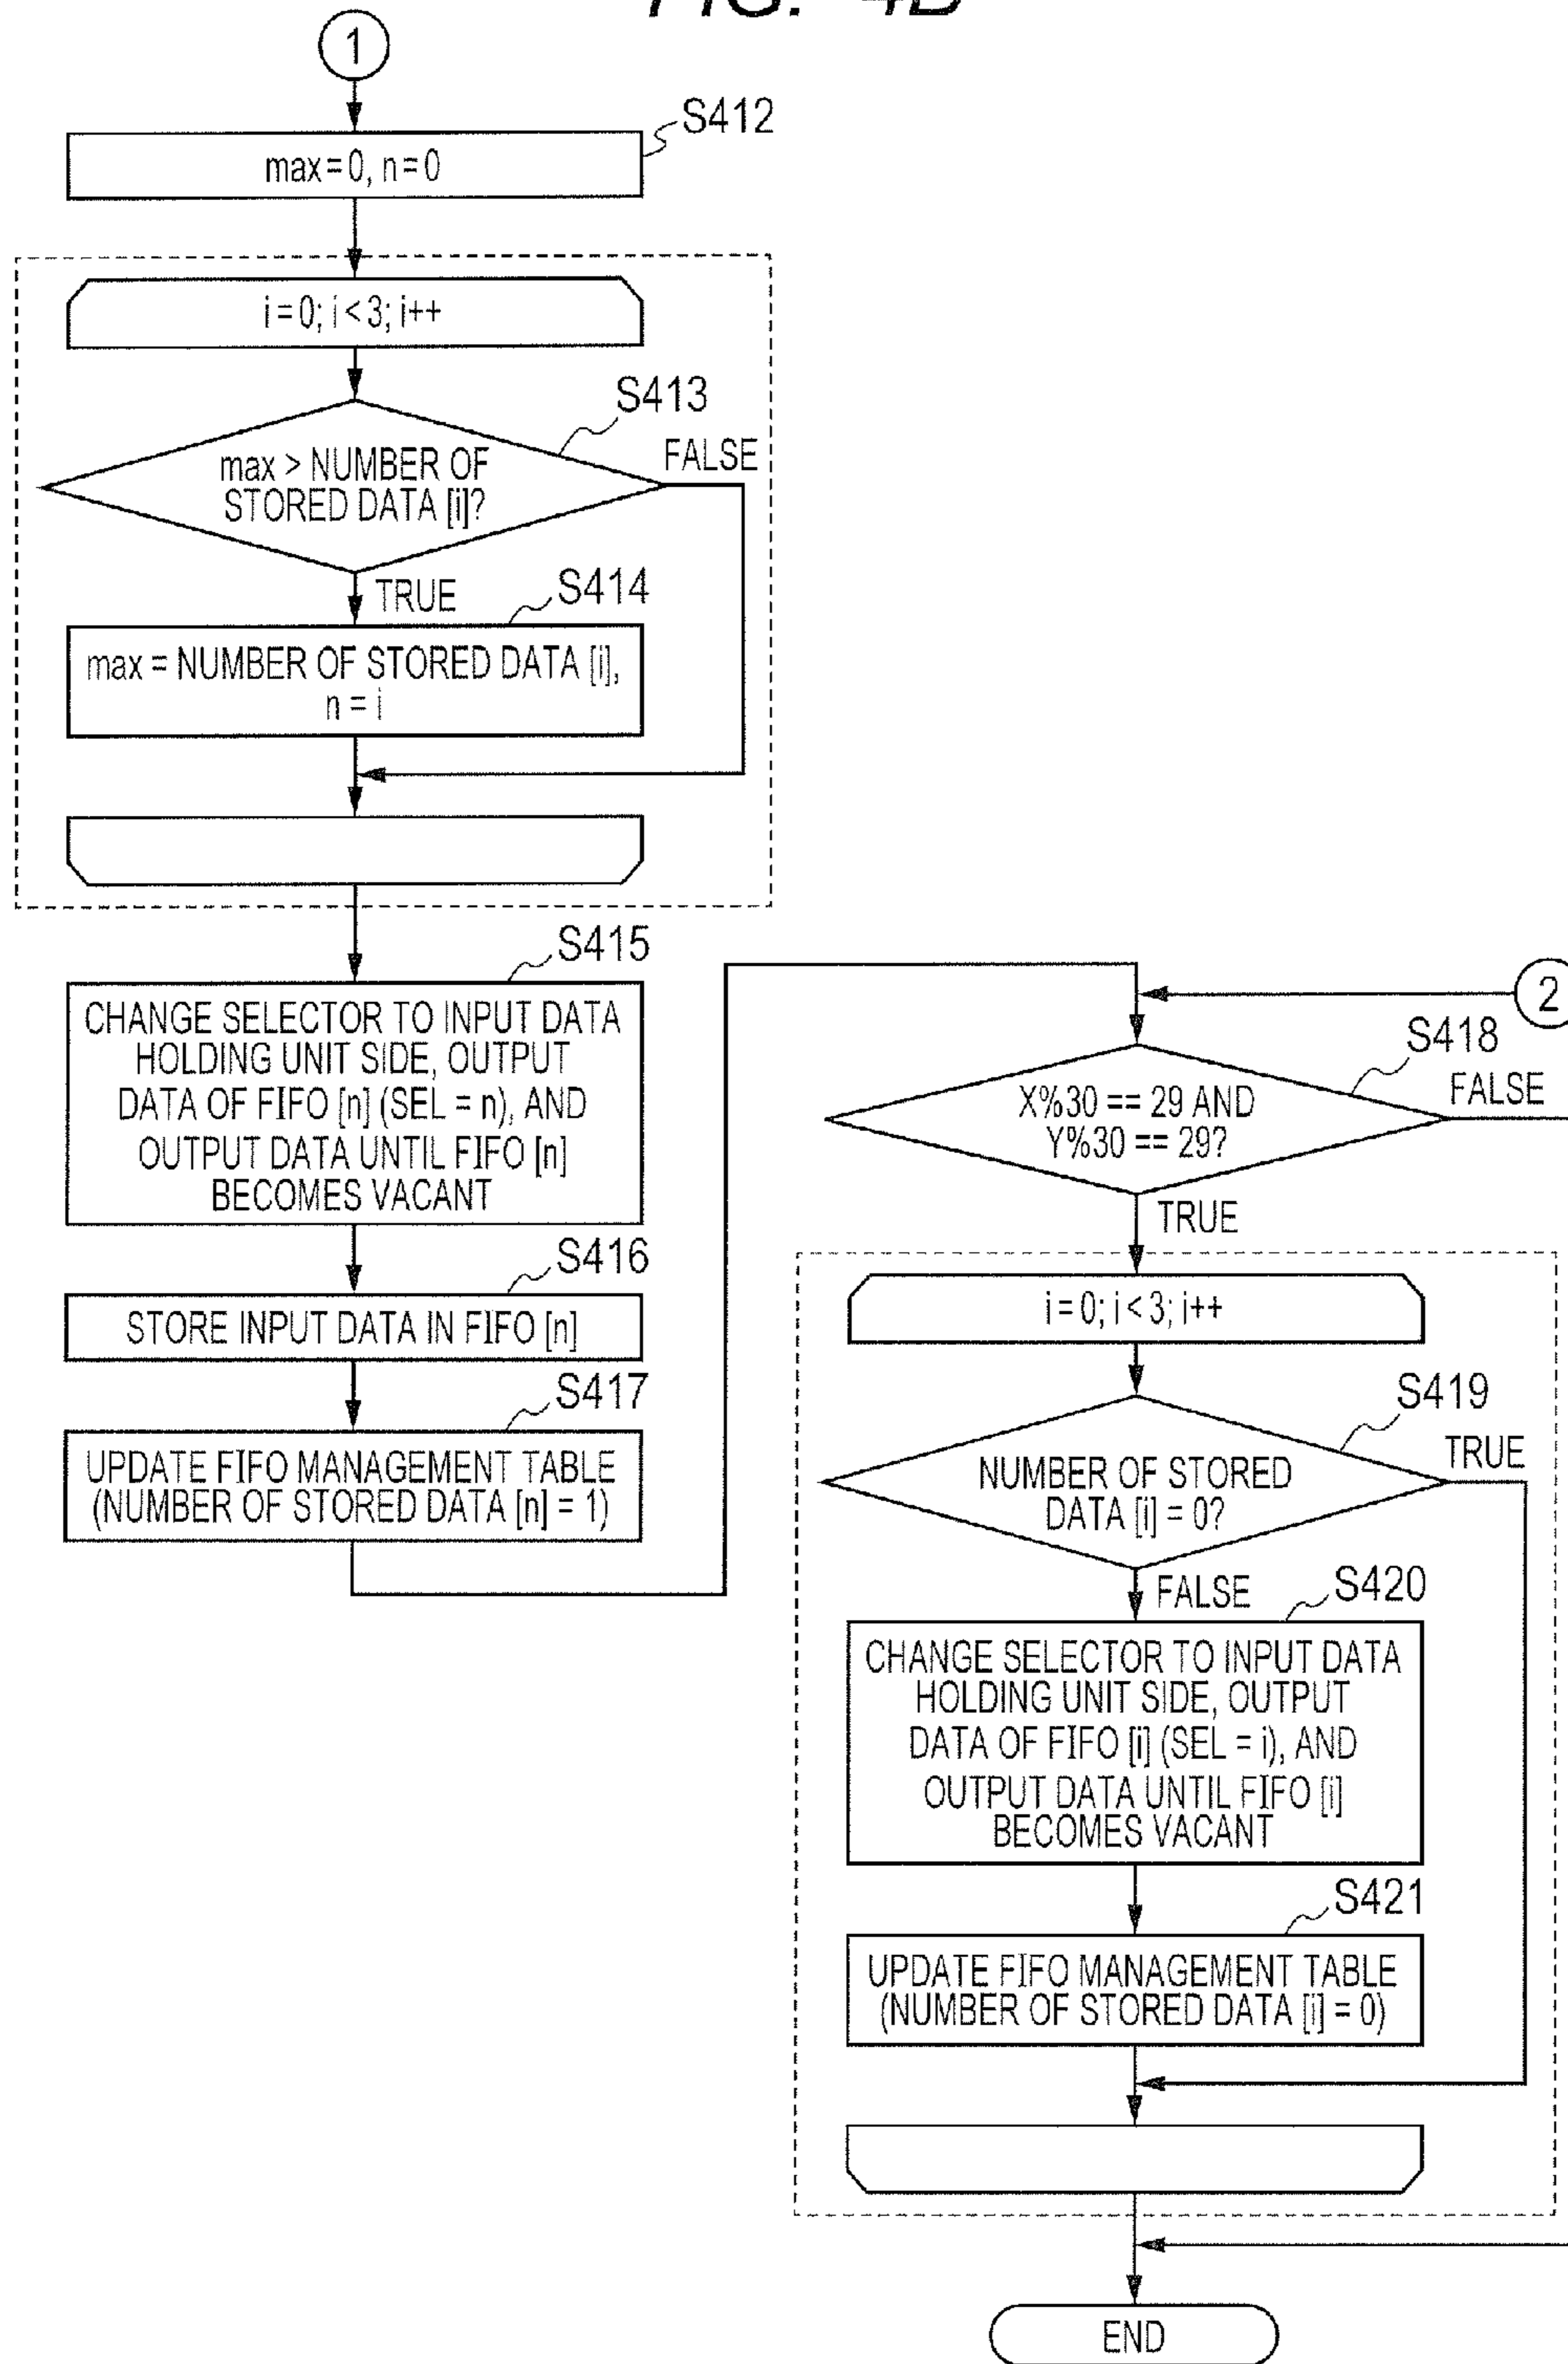 FIG. 4B
1
S412
max = 0, n = 0
i = 0; i < 3; i++
S413
max > NUMBER OF
STORED DATA [i]?
FALSE
TRUE
S414
max = NUMBER OF STORED DATA [i],
n = i
S415
CHANGE SELECTOR TO INPUT DATA
HOLDING UNIT SIDE, OUTPUT
DATA OF FIFO [n] (SEL = n), AND
OUTPUT DATA UNTIL FIFO [n]
BECOMES VACANT
S416
STORE INPUT DATA IN FIFO [n]
S417
UPDATE FIFO MANAGEMENT TABLE
(NUMBER OF STORED DATA [n] = 1)
2
S418
X%30 == 29 AND
Y%30 == 29?
FALSE
TRUE
i = 0; i < 3; i++
S419
NUMBER OF STORED
DATA [i] = 0?
TRUE
FALSE
S420
CHANGE SELECTOR TO INPUT DATA
HOLDING UNIT SIDE, OUTPUT
DATA OF FIFO [i] (SEL = i), AND
OUTPUT DATA UNTIL FIFO [i]
BECOMES VACANT
S421
UPDATE FIFO MANAGEMENT TABLE
(NUMBER OF STORED DATA [i] = 0)
END